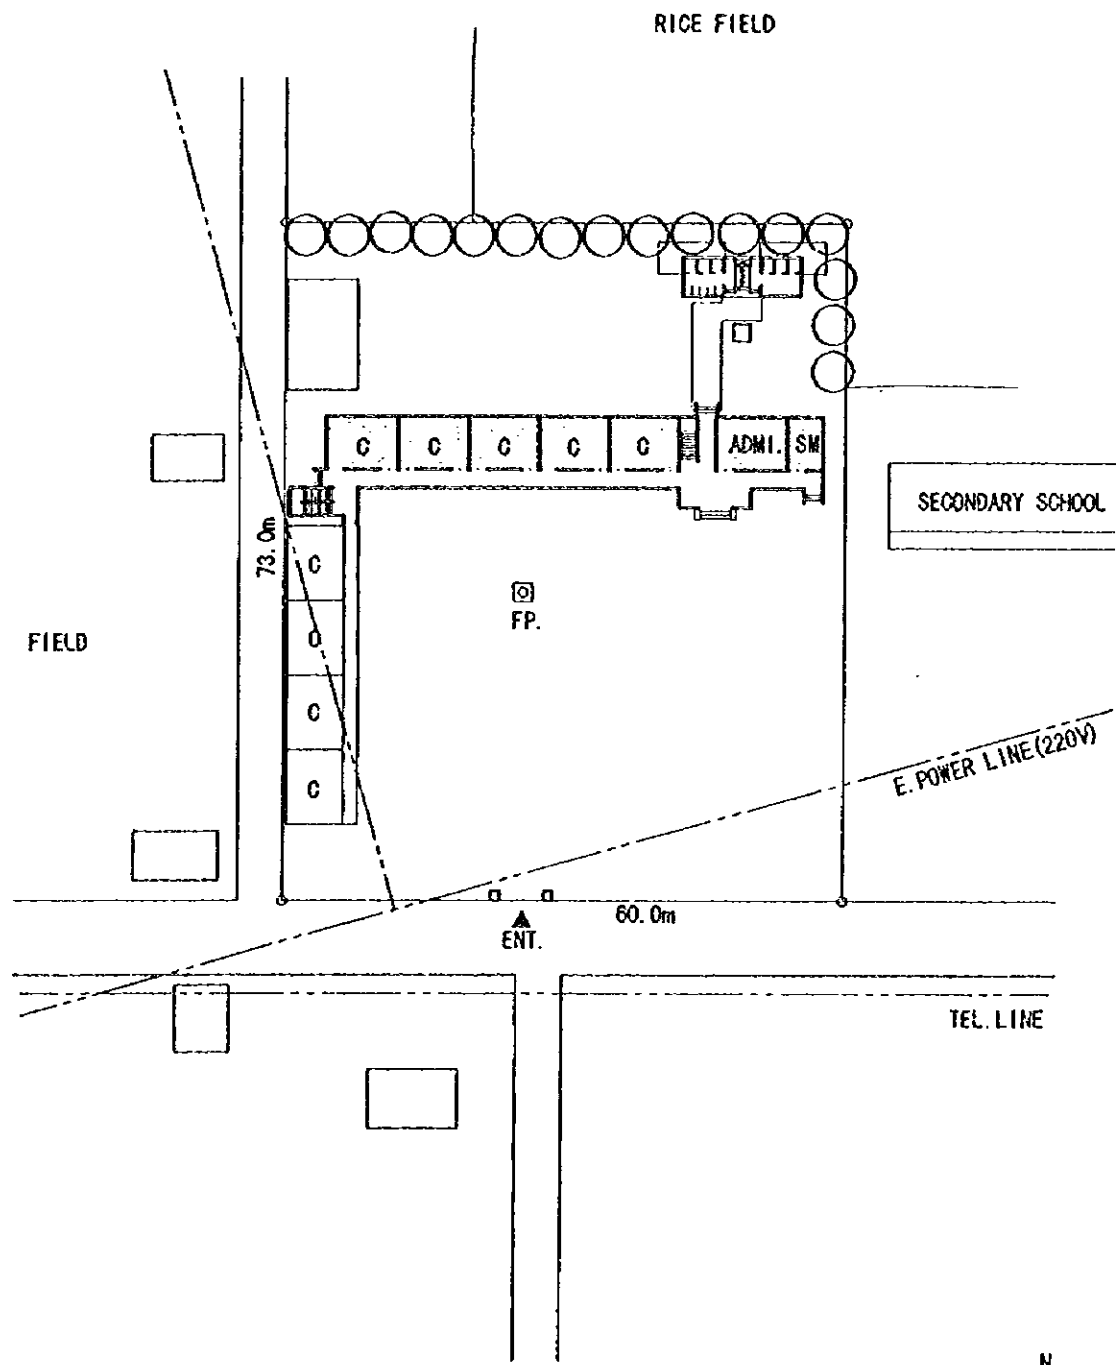 RICE FIELD
C
C
C
C
C
ADMI.
SM
SECONDARY SCHOOL
73.0m
C
FP.
FIELD
C
C
E.POWER LINE(220V)
C
60.0m
ENT.
TEL.LINE
N